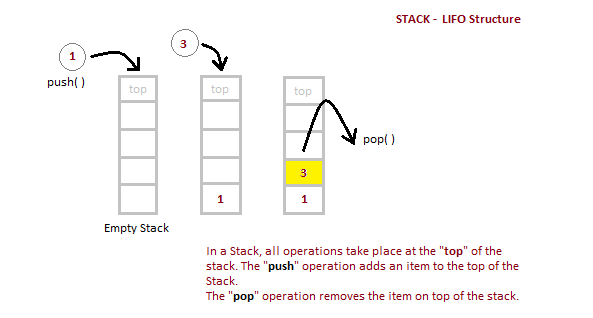 STACK - LIFO Structure
1
3
push( )
top
top
top
pop( )
3
1
1
Empty Stack
In a Stack, all operations take place at the "top" of the
stack. The "push" operation adds an item to the top of the
Stack.
The "pop" operation removes the item on top of the stack.